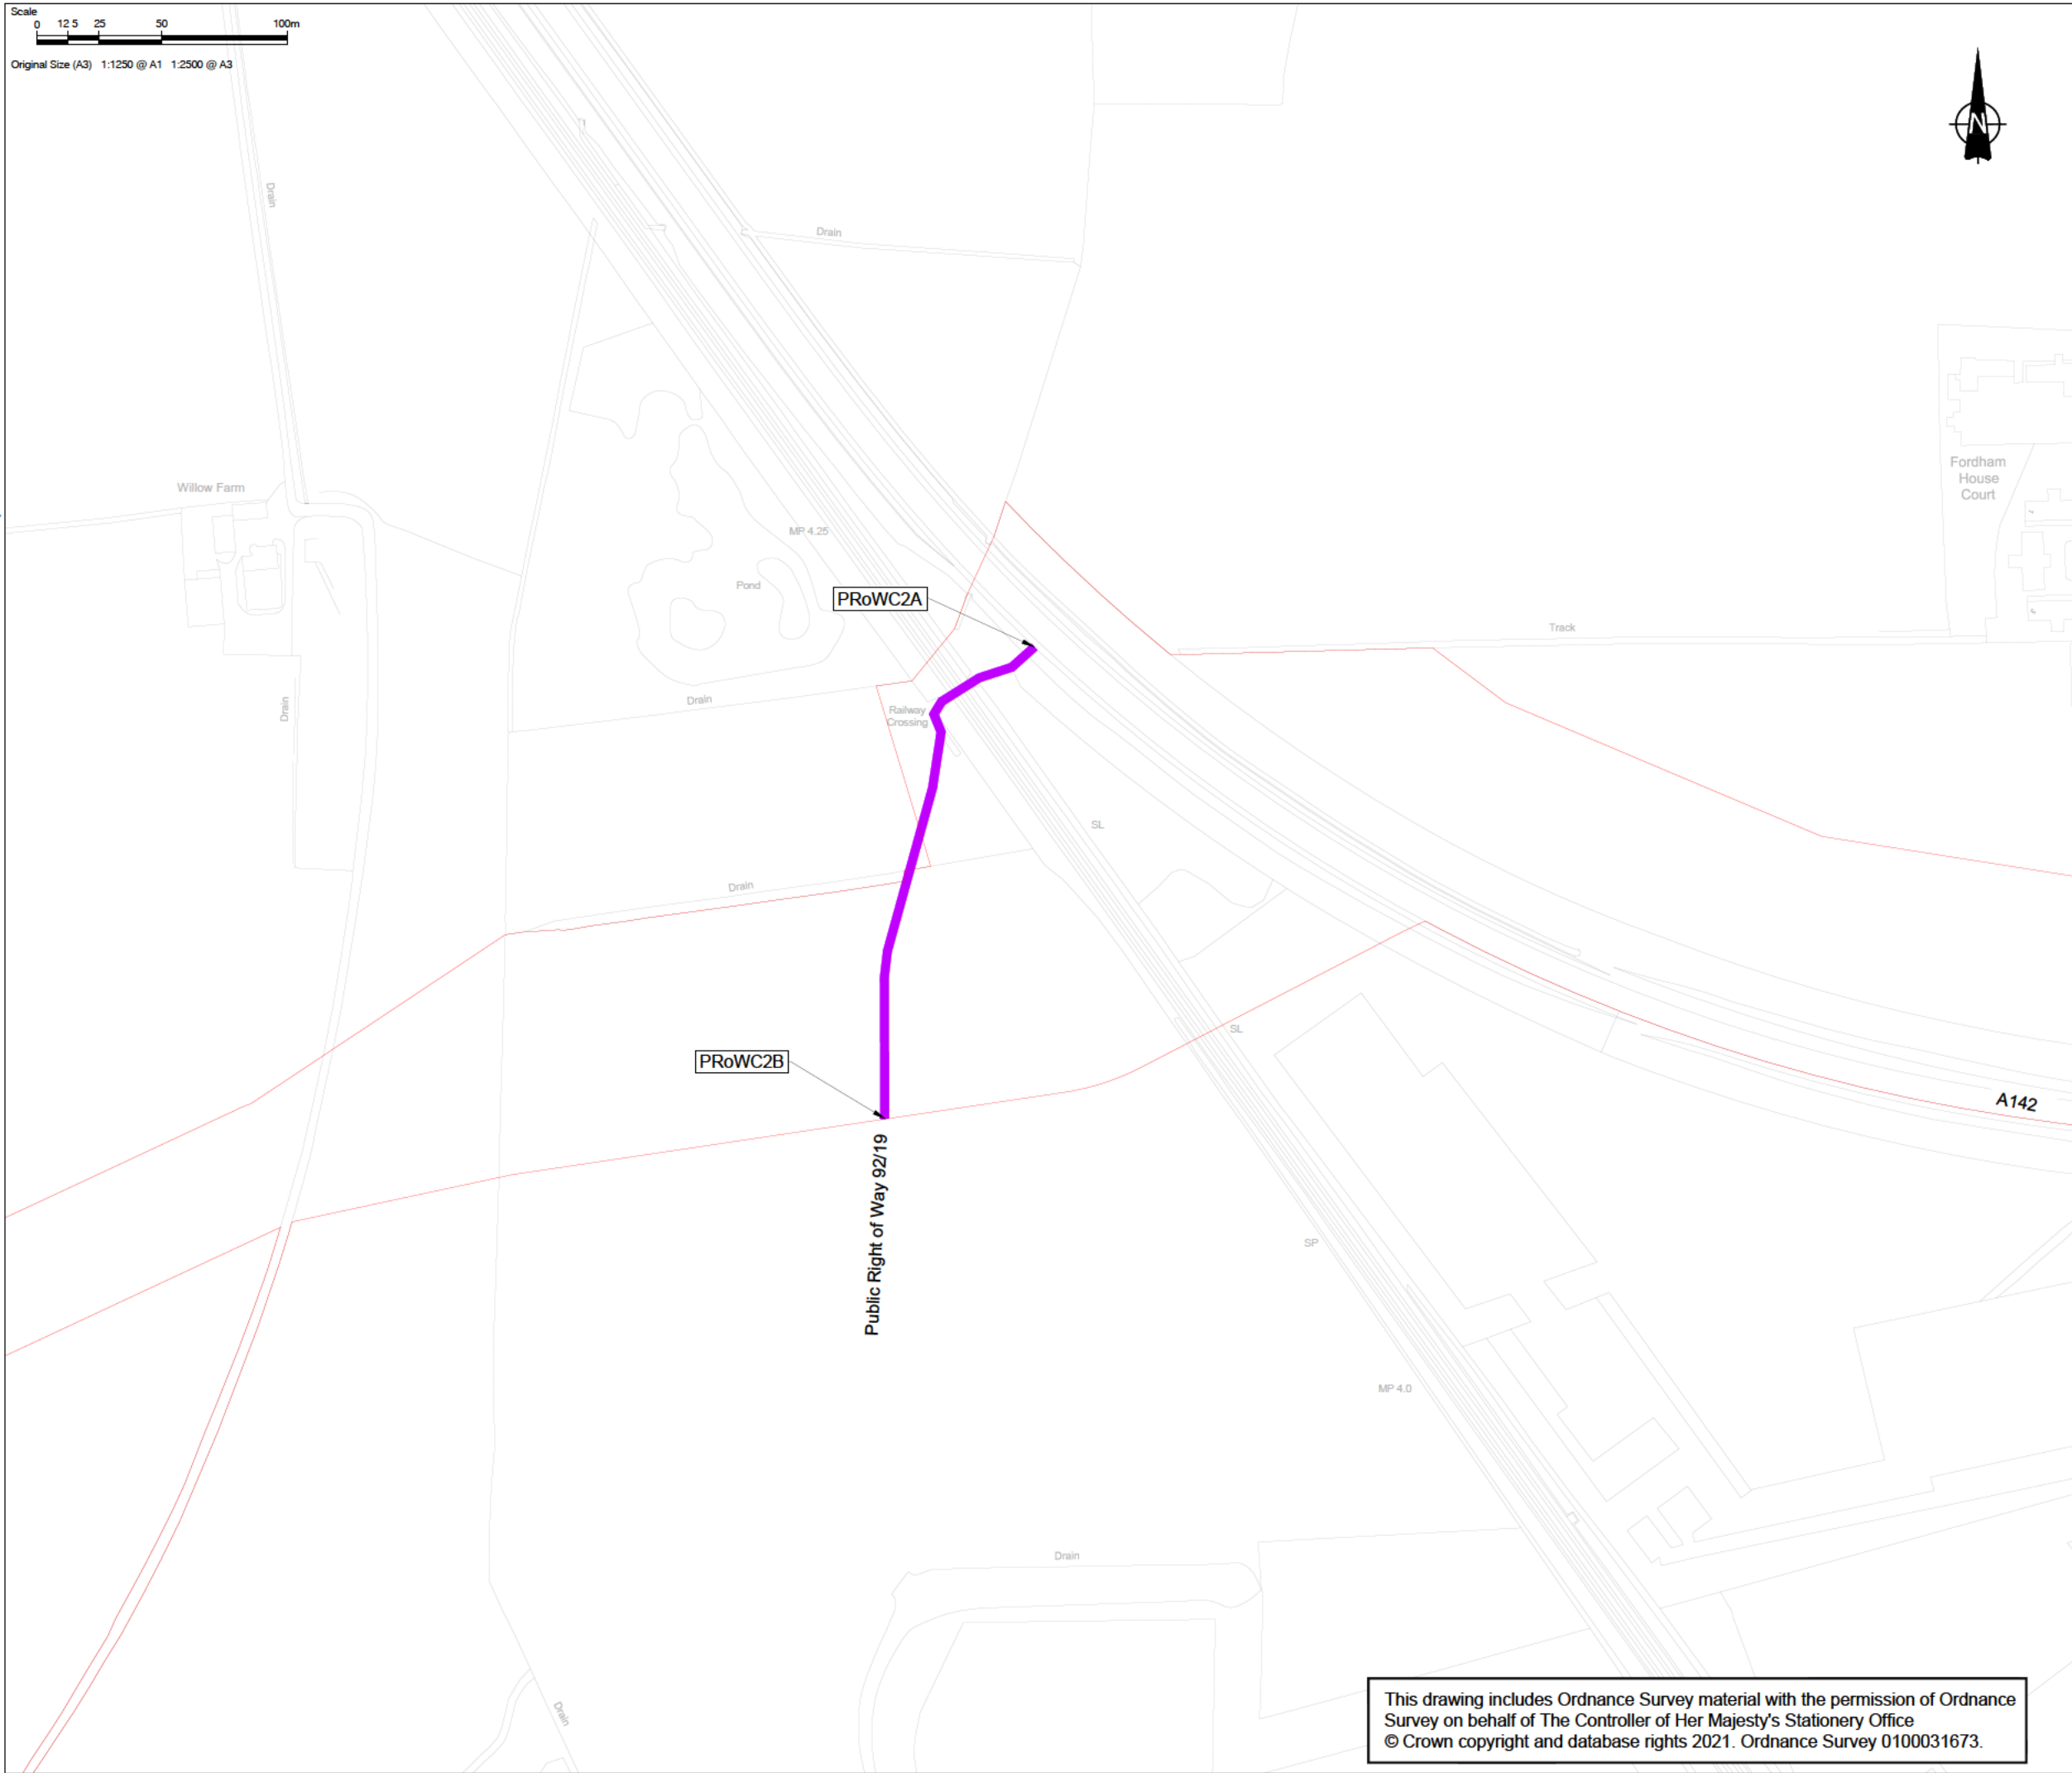 Scale
0 12 5 25 50 100m
Original Size (A3) 1:1250 @ A1 1:2500 @ A3
N
Drain
Drain
Willow Farm
Fordham
House
Court
MP 4.25
Pond
PRoWC2A
Track
Drain
Drain
Railway
Crossing
SL
Drain
SL
PRoWC2B
A142
Public Right of Way 92/19
SP
MP 4.0
Drain
Drain
This drawing includes Ordnance Survey material with the permission of Ordnance
Survey on behalf of The Controller of Her Majesty's Stationery Office
© Crown copyright and database rights 2021. Ordnance Survey 0100031673.